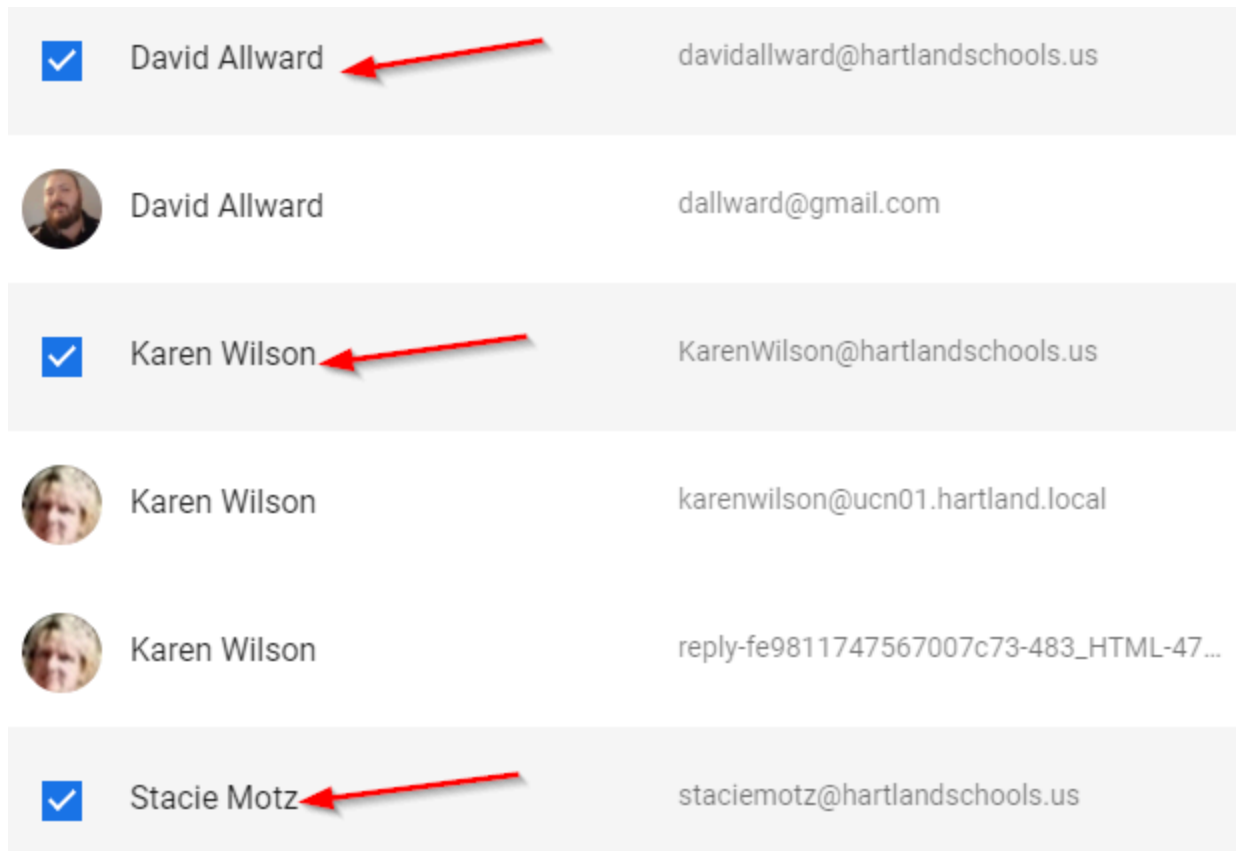 David Allward davidallward@hartlandschools.us
David Allward dallward@gmail.com
Karen Wilson KarenWilson@hartlandschools.us
Karen Wilson karenwilson@ucn01.hartland.local
Karen Wilson reply-fe9811747567007c73-483_HTML-47...
Stacie Motz staciemotz@hartlandschools.us